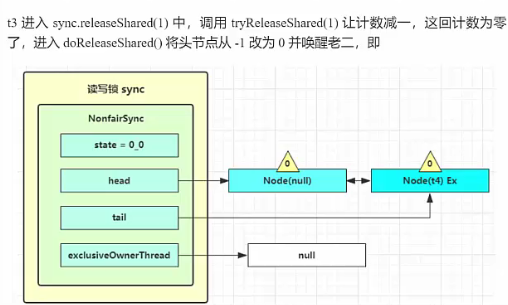 t3 进入 sync.releaseShared(1) 中，调用 tryReleaseShared(1) 让计数减一，这回计数为零
了，进入 doReleaseShared() 将头节点从 -1 改为 0 并唤醒老二，即
读写锁 sync
NonfairSync
state = 0_0
0
0
head
Node(null)
Node(t4) Ex
tail
exclusiveOwnerThread
null